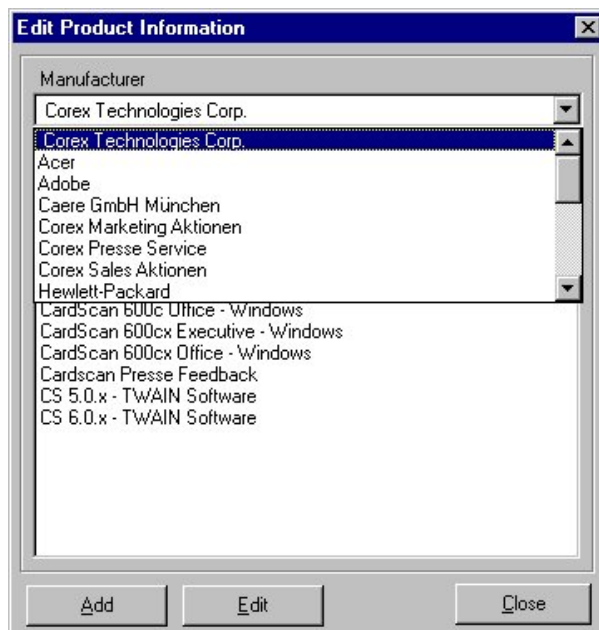 Edit Product Information
Manufacturer
Corex Technologies Corp.
Corex Technologies Corp.
Acer
Adobe
Caere GmbH München
Corex Marketing Aktionen
Corex Presse Service
Corex Sales Aktionen
Hewlett-Packard
CardScan 600c Office - Windows
CardScan 600cx Executive - Windows
CardScan 600cx Office - Windows
Cardscan Presse Feedback
CS 5.0.x - TWAIN Software
CS 6.0.x - TWAIN Software
Add Edit Close